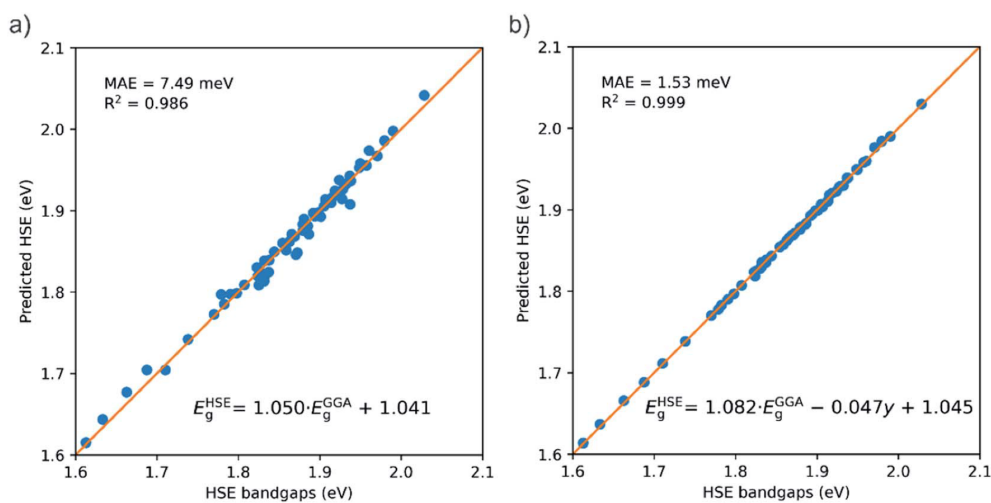 a)
MAE = 7.49 meV
R² = 0.986
E_g^HSE = 1.050·E_g^GGA + 1.041
Predicted HSE (eV)
2.1
2.0
1.9
1.8
1.7
1.6
1.6 1.7 1.8 1.9 2.0 2.1
HSE bandgaps (eV)
b)
MAE = 1.53 meV
R² = 0.999
E_g^HSE = 1.082·E_g^GGA − 0.047y + 1.045
Predicted HSE (eV)
2.1
2.0
1.9
1.8
1.7
1.6
1.6 1.7 1.8 1.9 2.0 2.1
HSE bandgaps (eV)